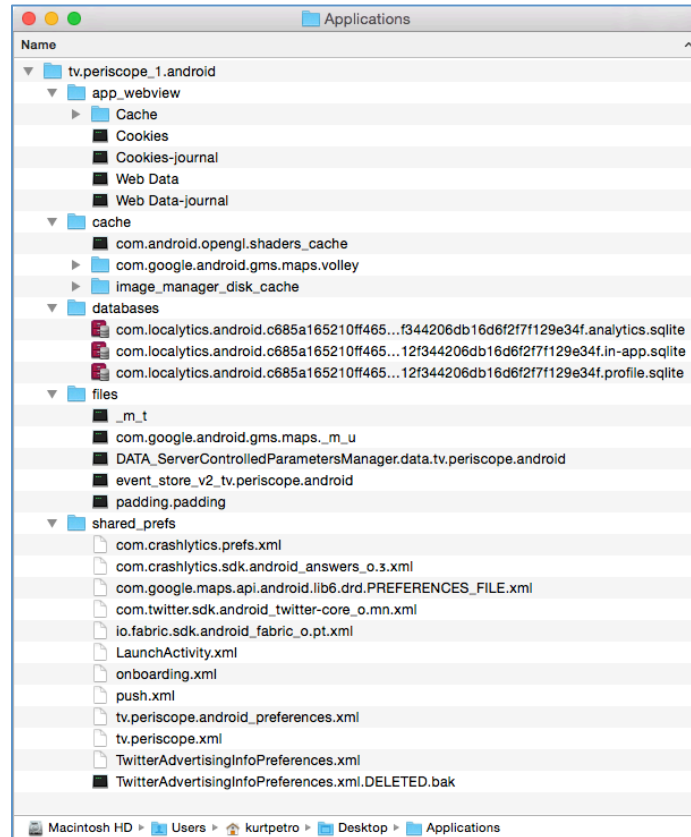 Applications
Name
tv.periscope_1.android
app_webview
Cache
Cookies
Cookies-journal
Web Data
Web Data-journal
cache
com.android.opengl.shaders_cache
com.google.android.gms.maps.volley
image_manager_disk_cache
databases
com.localytics.android.c685a165210ff465...f344206db16d6f2f7f129e34f.analytics.sqlite
com.localytics.android.c685a165210ff465...12f344206db16d6f2f7f129e34f.in-app.sqlite
com.localytics.android.c685a165210ff465...12f344206db16d6f2f7f129e34f.profile.sqlite
files
_m_t
com.google.android.gms.maps._m_u
DATA_ServerControlledParametersManager.data.tv.periscope.android
event_store_v2_tv.periscope.android
padding.padding
shared_prefs
com.crashlytics.prefs.xml
com.crashlytics.sdk.android_answers_o.ɜ.xml
com.google.maps.api.android.lib6.drd.PREFERENCES_FILE.xml
com.twitter.sdk.android_twitter-core_o.mn.xml
io.fabric.sdk.android_fabric_o.pt.xml
LaunchActivity.xml
onboarding.xml
push.xml
tv.periscope.android_preferences.xml
tv.periscope.xml
TwitterAdvertisingInfoPreferences.xml
TwitterAdvertisingInfoPreferences.xml.DELETED.bak
Macintosh HD ▸ Users ▸ kurtpetro ▸ Desktop ▸ Applications